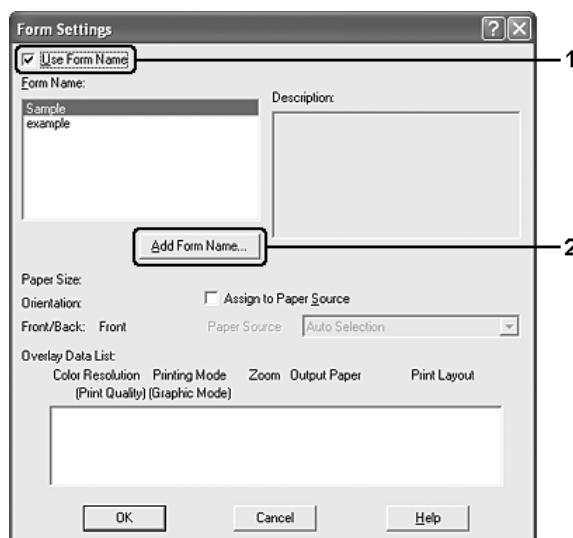 Form Settings
Use Form Name
1
Form Name:
Description:
Sample
example
Add Form Name...
2
Paper Size:
Orientation:
Assign to Paper Source
Front/Back: Front
Paper Source
Auto Selection
Overlay Data List:
Color Resolution Printing Mode Zoom Output Paper Print Layout
(Print Quality) (Graphic Mode)
OK Cancel Help